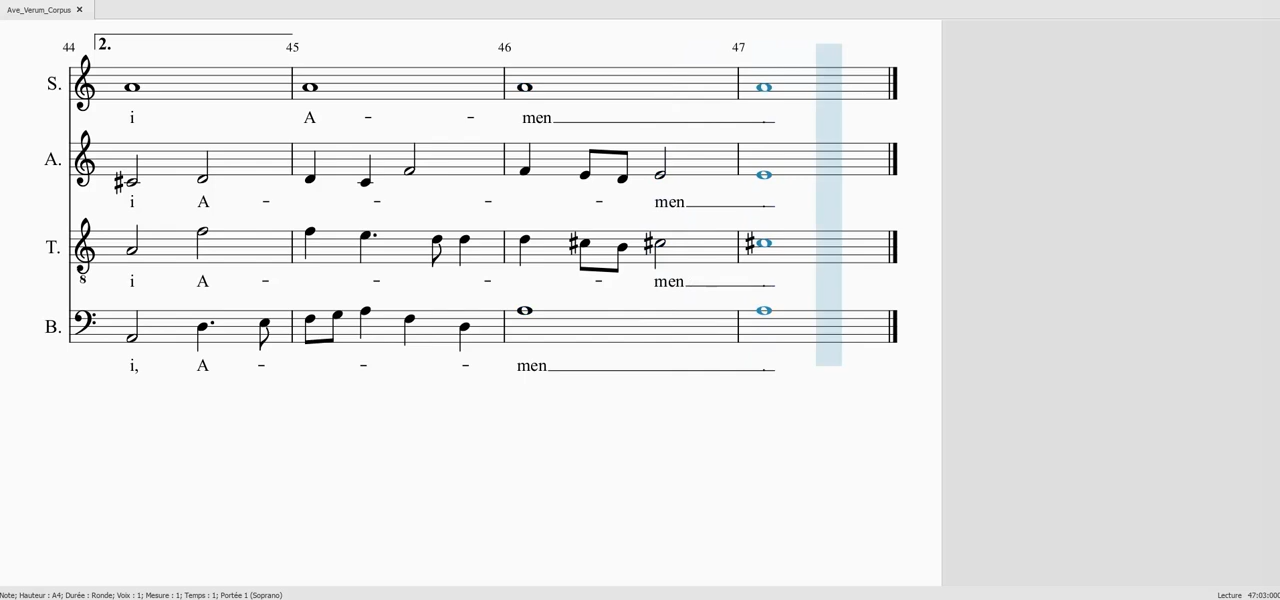 Ave_Verum_Corpus ×
44 2. 45 46 47
S.
i A - - men
A.
i A - - - - men
T.
8
i A - - - - men
B.
i, A - - - men
Note; Hauteur : A4; Durée : Ronde; Voix : 1; Mesure : 1; Temps : 1; Portée 1 (Soprano) Lecture 47:03:000